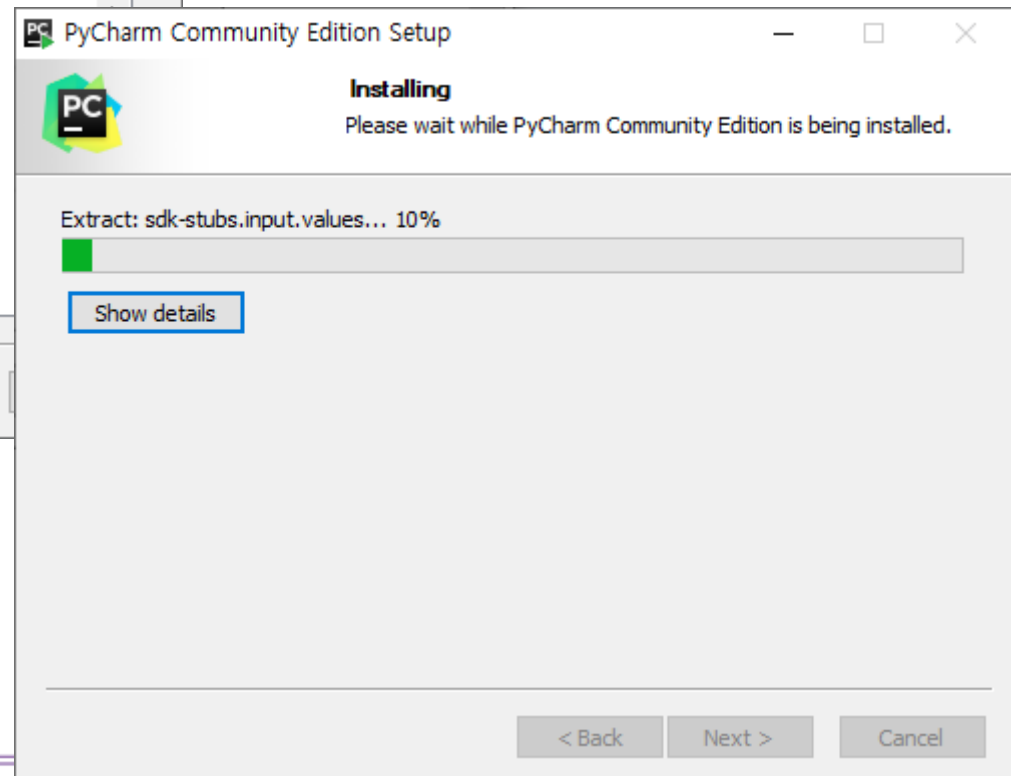 PC PyCharm Community Edition Setup
PC
Installing
Please wait while PyCharm Community Edition is being installed.
Extract: sdk-stubs.input.values... 10%
Show details
< Back
Next >
Cancel